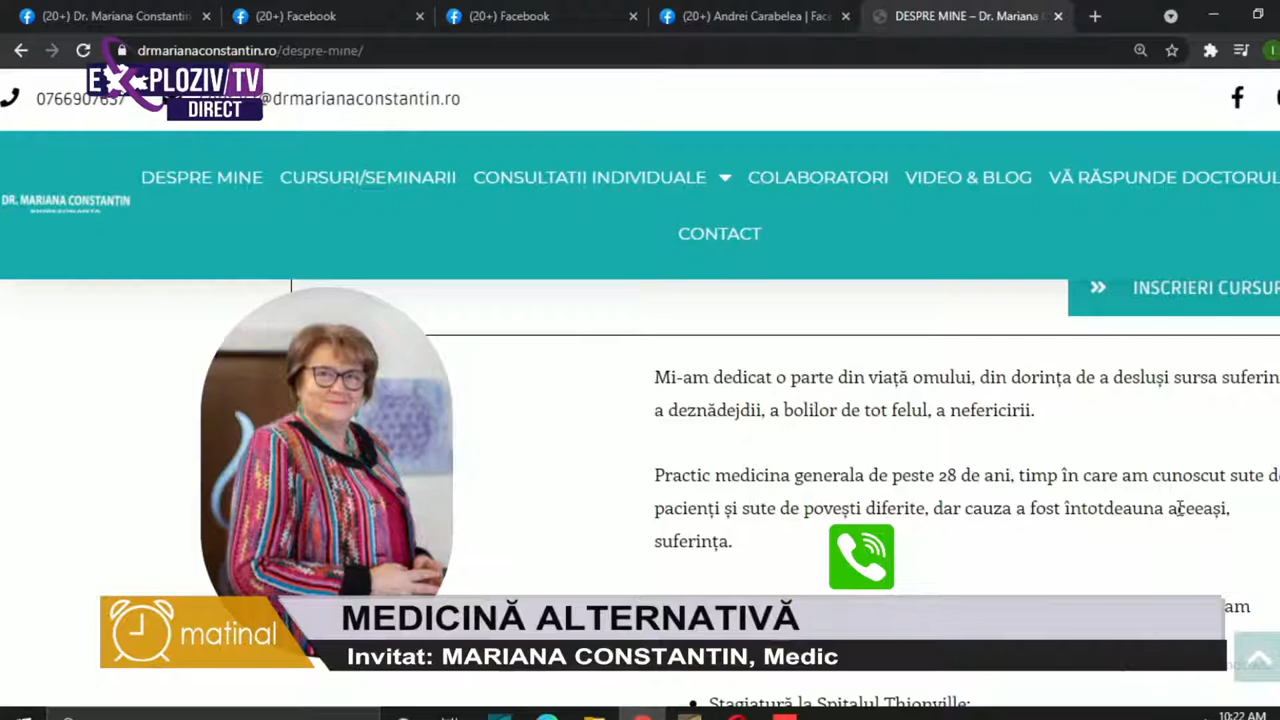 (20+) Dr. Mariana Constantin
(20+) Facebook
(20+) Facebook
(20+) Andrei Carabelea | Fac
DESPRE MINE – Dr. Mariana
drmarianaconstantin.ro/despre-mine/
EXPLOZIV/TV
DIRECT
@drmarianaconstantin.ro
DESPRE MINE
CURSURI/SEMINARII
CONSULTATII INDIVIDUALE
COLABORATORI
VIDEO & BLOG
VĂ RĂSPUNDE DOCTORUL
DR. MARIANA CONSTANTIN
CONTACT
INSCRIERI CURSUR
Mi-am dedicat o parte din viață omului, din dorința de a desluși sursa suferin
a deznădejdii, a bolilor de tot felul, a nefericirii.
Practic medicina generala de peste 28 de ani, timp în care am cunoscut sute de
pacienți și sute de povești diferite, dar cauza a fost întotdeauna aceeași,
suferința.
am
matinal
MEDICINĂ ALTERNATIVĂ
Invitat: MARIANA CONSTANTIN, Medic
Stagiatură la Spitalul Thionville;
10:22 AM